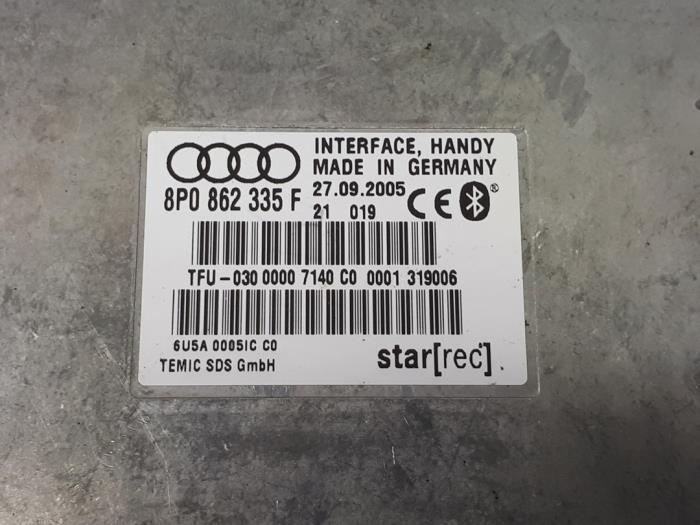 INTERFACE, HANDY
MADE IN GERMANY
8P0 862 335 F
27.09.2005
21 019
CE
®
TFU-030 0000 7140 C0 0001 319006
6U5A 0005IC C0
TEMIC SDS GmbH
star[rec]